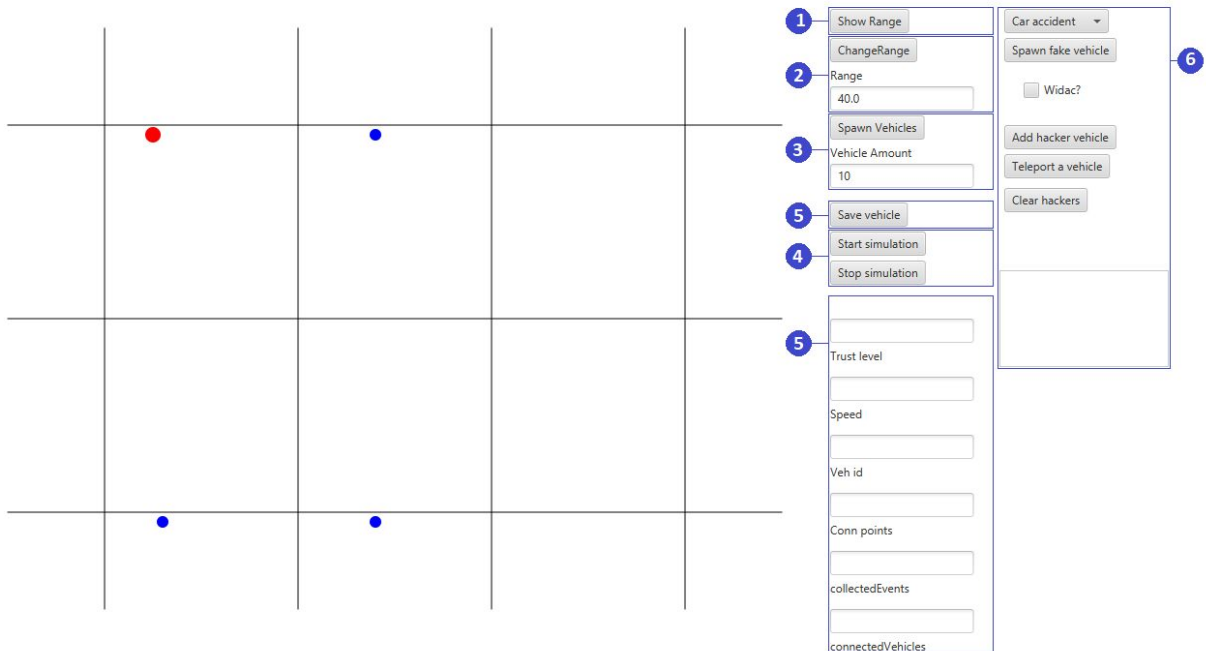 1
Show Range
2
ChangeRange
Range
40.0
3
Spawn Vehicles
Vehicle Amount
10
5
Save vehicle
4
Start simulation
Stop simulation
5
Trust level
Speed
Veh id
Conn points
collectedEvents
connectedVehicles
Car accident
Spawn fake vehicle
6
Widac?
Add hacker vehicle
Teleport a vehicle
Clear hackers